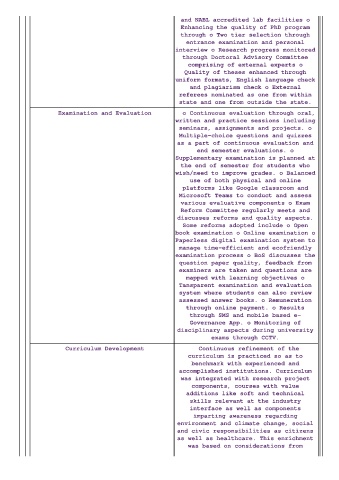 and NABL accredited lab facilities o
Enhancing the quality of PhD program
through o Two tier selection through
entrance examination and personal
interview o Research progress monitored
through Doctoral Advisory Committee
comprising of external experts o
Quality of theses enhanced through
uniform formats, English language check
and plagiarism check o External
referees nominated as one from within
state and one from outside the state.
Examination and Evaluation
o Continuous evaluation through oral,
written and practice sessions including
seminars, assignments and projects. o
Multiple-choice questions and quizzes
as a part of continuous evaluation and
end semester evaluations. o
Supplementary examination is planned at
the end of semester for students who
wish/need to improve grades. o Balanced
use of both physical and online
platforms like Google classroom and
Microsoft Teams to conduct and assess
various evaluative components o Exam
Reform Committee regularly meets and
discusses reforms and quality aspects.
Some reforms adopted include o Open
book examination o Online examination o
Paperless digital examination system to
manage time-efficient and ecofriendly
examination process o BoS discusses the
question paper quality, feedback from
examiners are taken and questions are
mapped with learning objectives o
Tansparent examination and evaluation
system where students can also review
assessed answer books. o Remuneration
through online payment. o Results
through SMS and mobile based e-
Governance App. o Monitoring of
disciplinary aspects during university
exams through CCTV.
Curriculum Development
Continuous refinement of the
curriculum is practiced so as to
benchmark with experienced and
accomplished institutions. Curriculum
was integrated with research project
components, courses with value
additions like soft and technical
skills relevant at the industry
interface as well as components
imparting awareness regarding
environment and climate change, social
and civic responsibilities as citizens
as well as healthcare. This enrichment
was based on considerations from